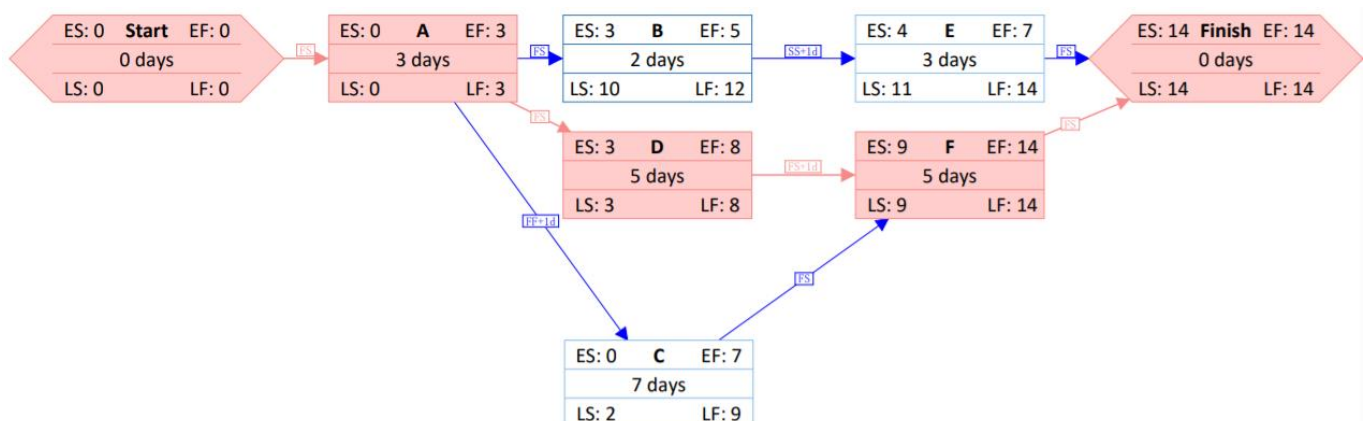 ES: 0 Start EF: 0
0 days
LS: 0 LF: 0
FS
ES: 0 A EF: 3
3 days
LS: 0 LF: 3
FS
ES: 3 B EF: 5
2 days
LS: 10 LF: 12
SS+1d
ES: 4 E EF: 7
3 days
LS: 11 LF: 14
FS
ES: 14 Finish EF: 14
0 days
LS: 14 LF: 14
FS
ES: 3 D EF: 8
5 days
LS: 3 LF: 8
FS+1d
ES: 9 F EF: 14
5 days
LS: 9 LF: 14
FS
FF+1d
FS
ES: 0 C EF: 7
7 days
LS: 2 LF: 9